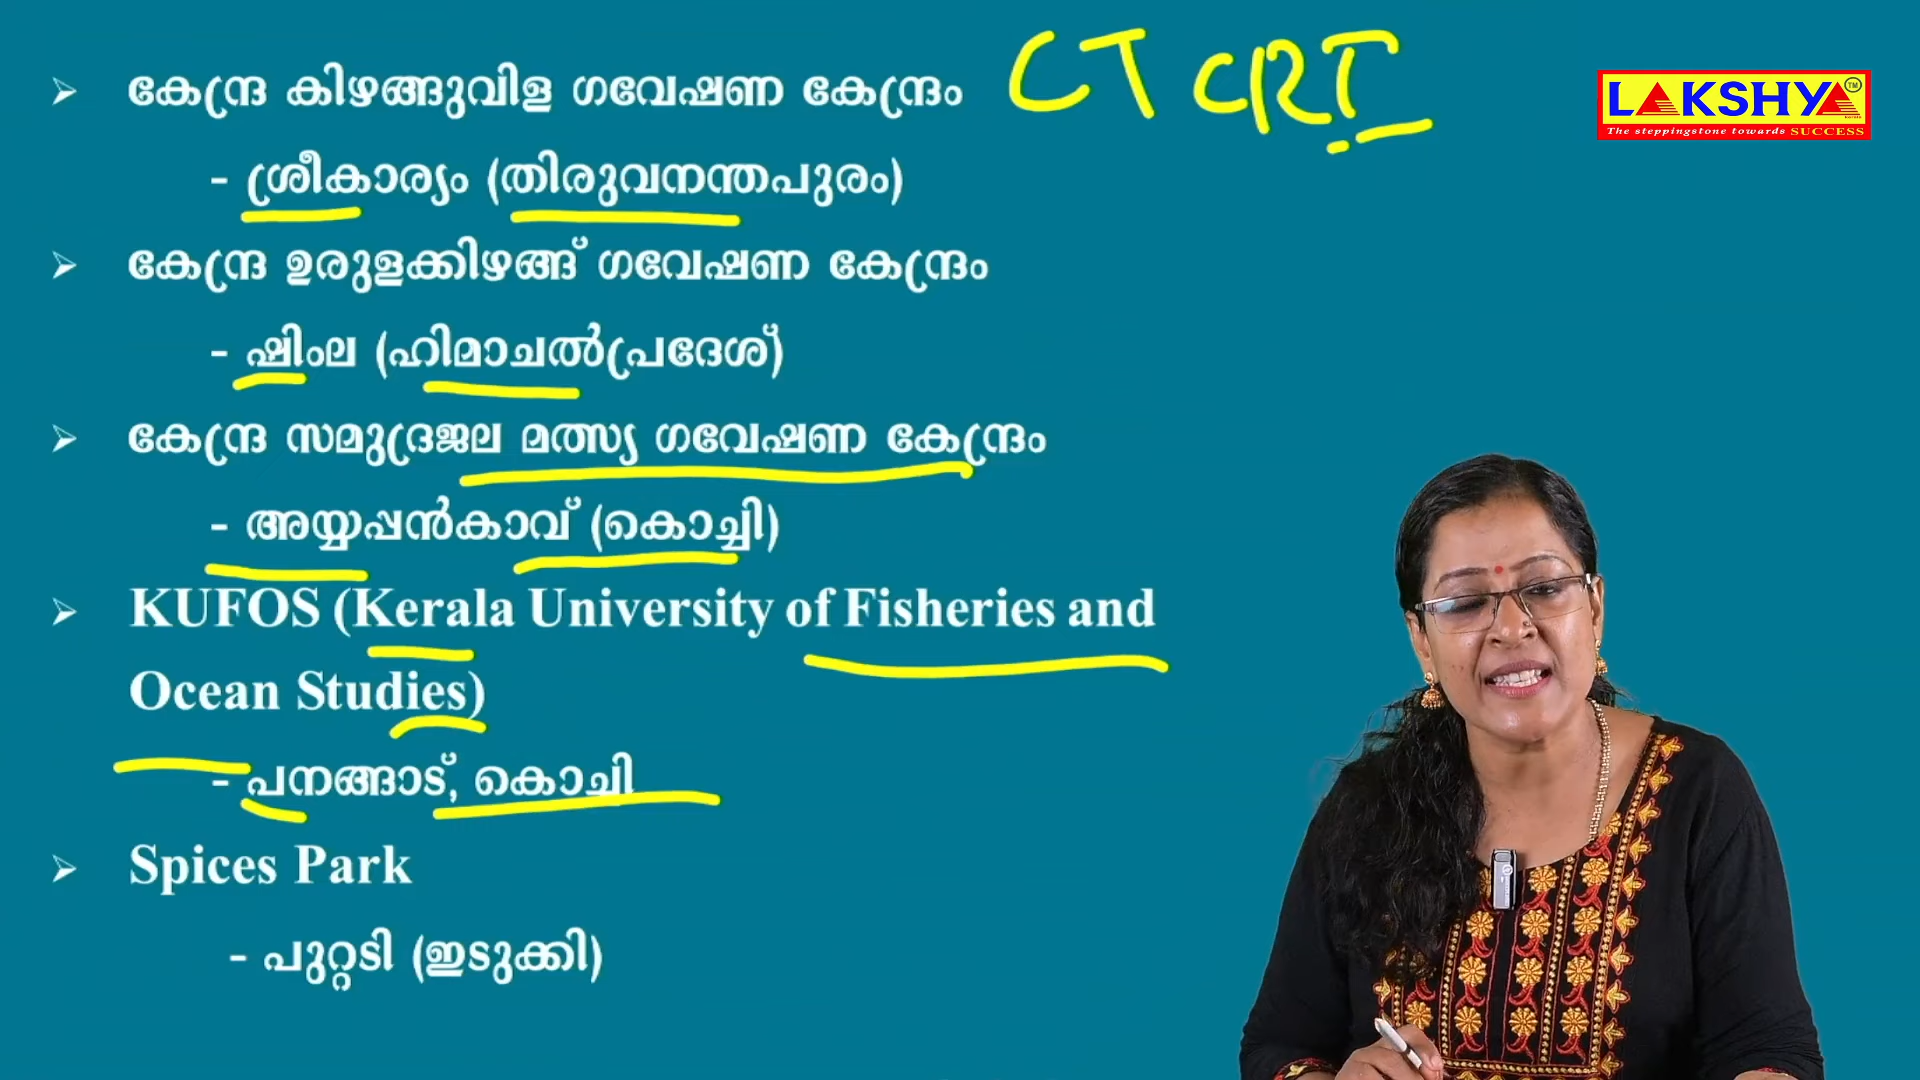 കേന്ദ്ര കിഴങ്ങുവിള ഗവേഷണ കേന്ദ്രം CTCRI
- ശ്രീകാര്യം (തിരുവനന്തപുരം)
കേന്ദ്ര ഉരുളക്കിഴങ്ങ് ഗവേഷണ കേന്ദ്രം
- ഷിംല (ഹിമാചൽപ്രദേശ്)
കേന്ദ്ര സമുദ്രജല മത്സ്യ ഗവേഷണ കേന്ദ്രം
- അയ്യപ്പൻകാവ് (കൊച്ചി)
KUFOS (Kerala University of Fisheries and
Ocean Studies)
- പനങ്ങാട്, കൊച്ചി
Spices Park
- പുറ്റടി (ഇടുക്കി)
LAKSHYA TM
The steppingstone towards SUCCESS